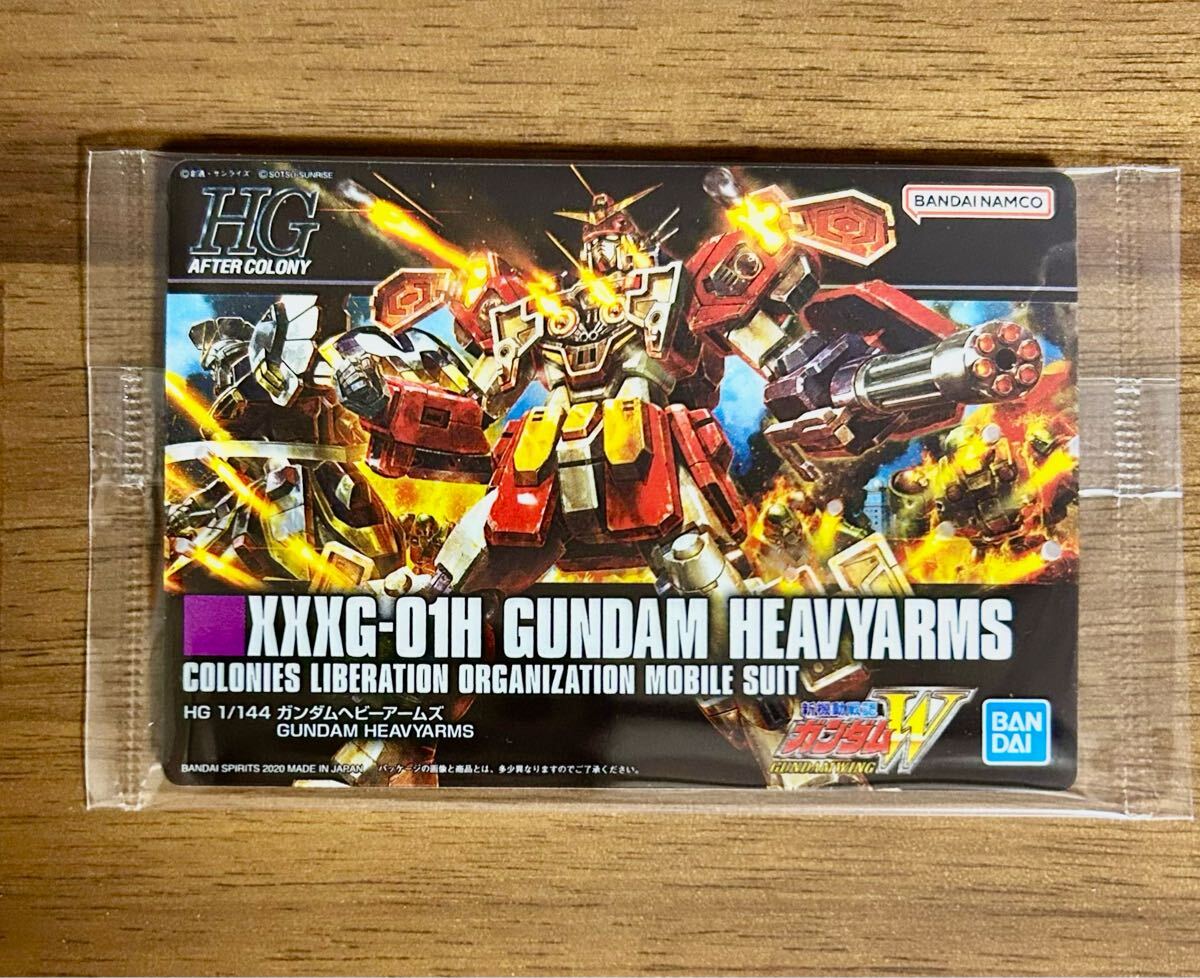 ©創通・サンライズ ©SOTSU・SUNRISE
HG
AFTER COLONY
BANDAI NAMCO
XXXG-01H GUNDAM HEAVYARMS
COLONIES LIBERATION ORGANIZATION MOBILE SUIT
HG 1/144 ガンダムヘビーアームズ
GUNDAM HEAVYARMS
新機動戦記
ガンダムW
GUNDAM WING
BAN
DAI
BANDAI SPIRITS 2020 MADE IN JAPAN パッケージの画像と商品とは、多少異なりますのでご了承ください。